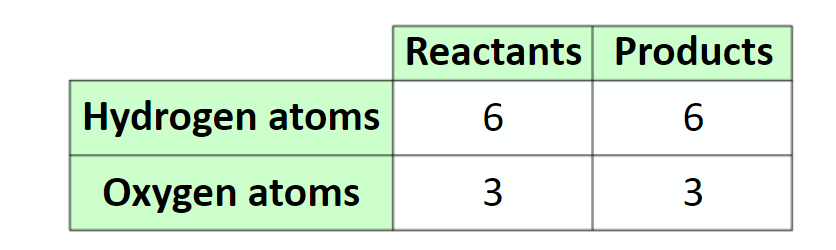 Reactants Products
Hydrogen atoms 6 6
Oxygen atoms 3 3